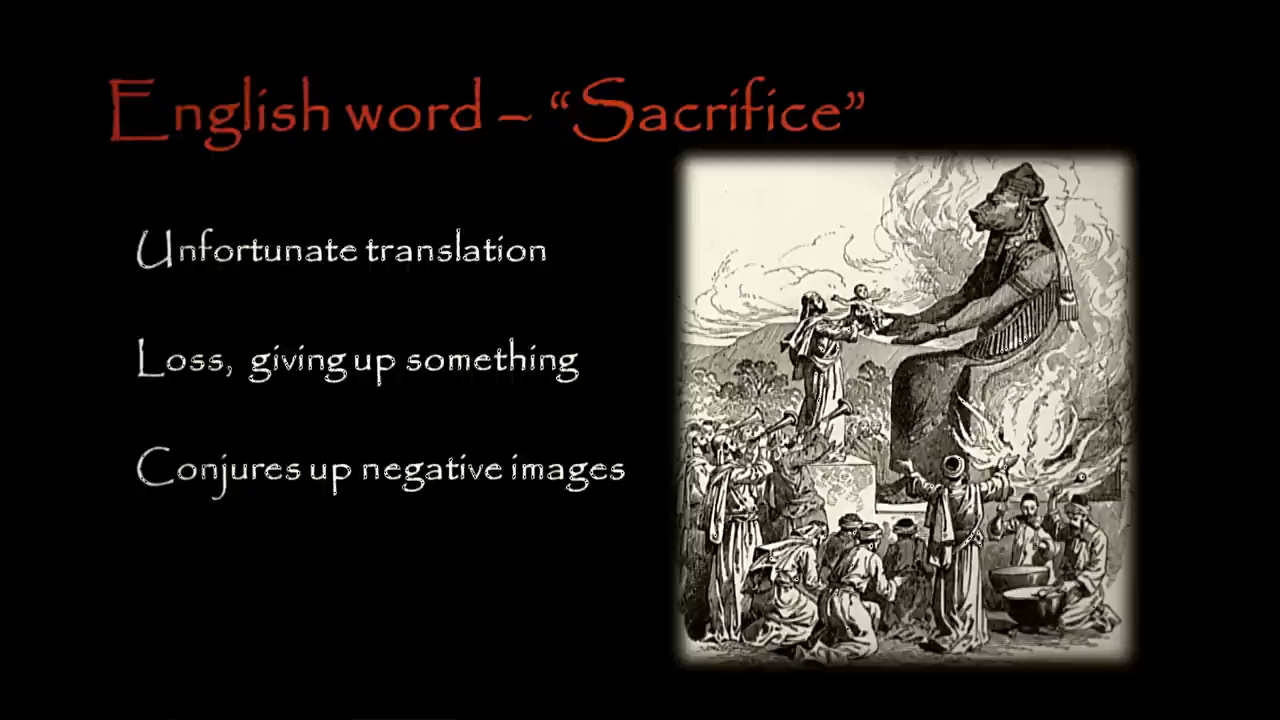 English word – “Sacrifice”
Unfortunate translation
Loss, giving up something
Conjures up negative images